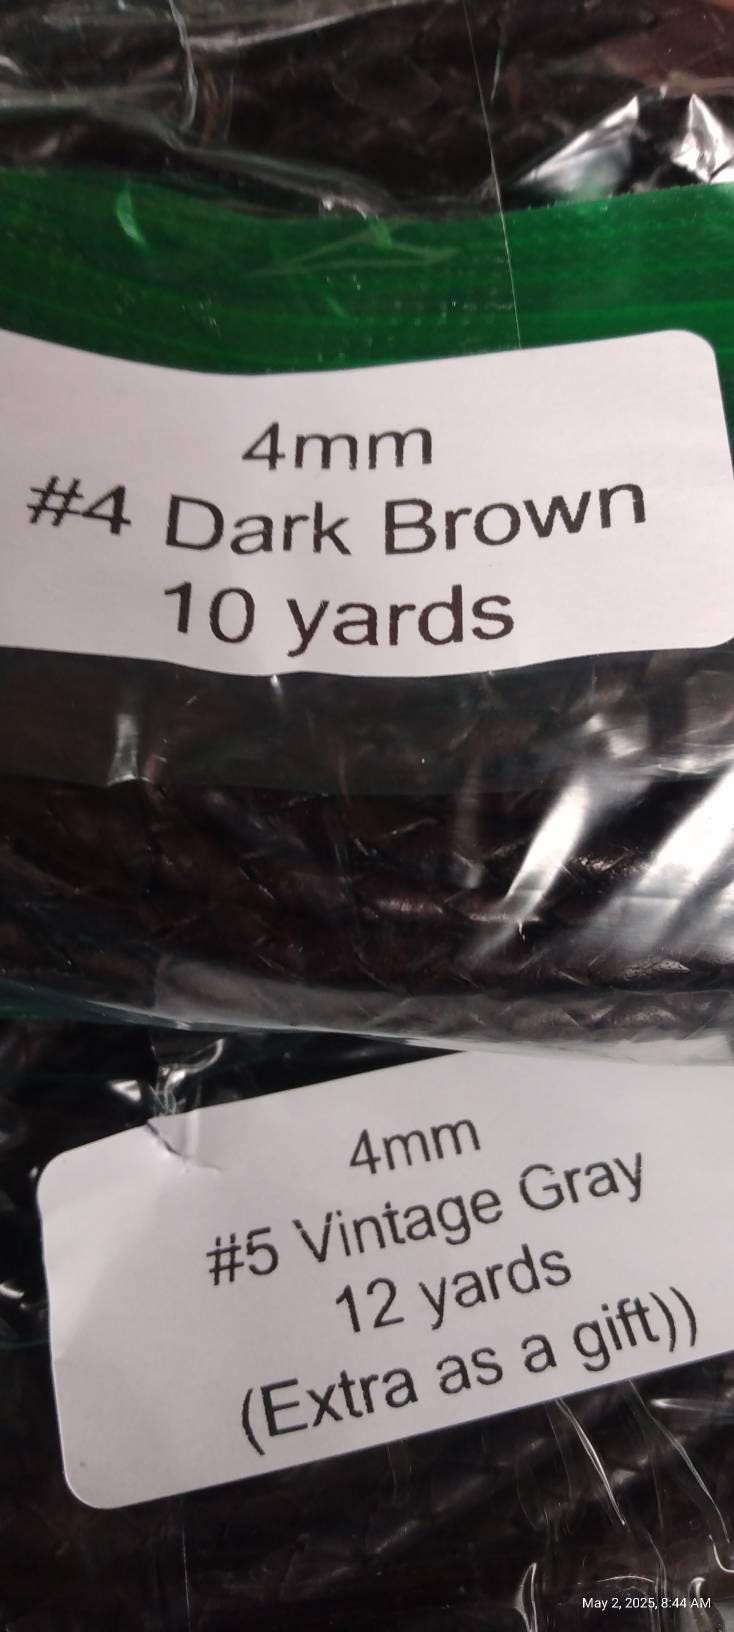 4mm
#4 Dark Brown
10 yards
4mm
#5 Vintage Gray
12 yards
(Extra as a gift))
May 2, 2025, 8:44 AM